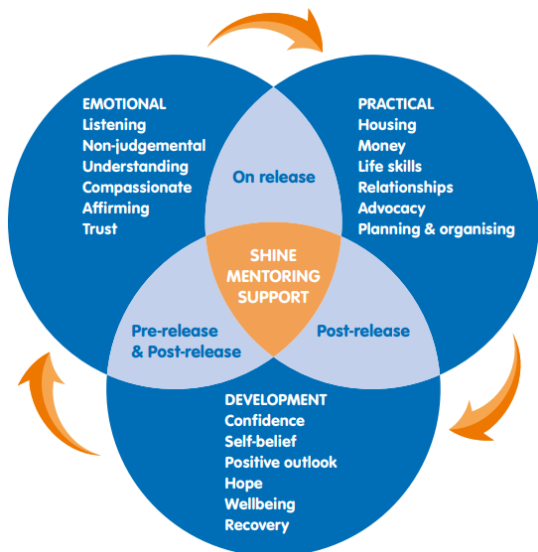 EMOTIONAL
Listening
Non-judgemental
Understanding
Compassionate
Affirming
Trust
PRACTICAL
Housing
Money
Life skills
Relationships
Advocacy
Planning & organising
On release
SHINE
MENTORING
SUPPORT
Pre-release
& Post-release
Post-release
DEVELOPMENT
Confidence
Self-belief
Positive outlook
Hope
Wellbeing
Recovery